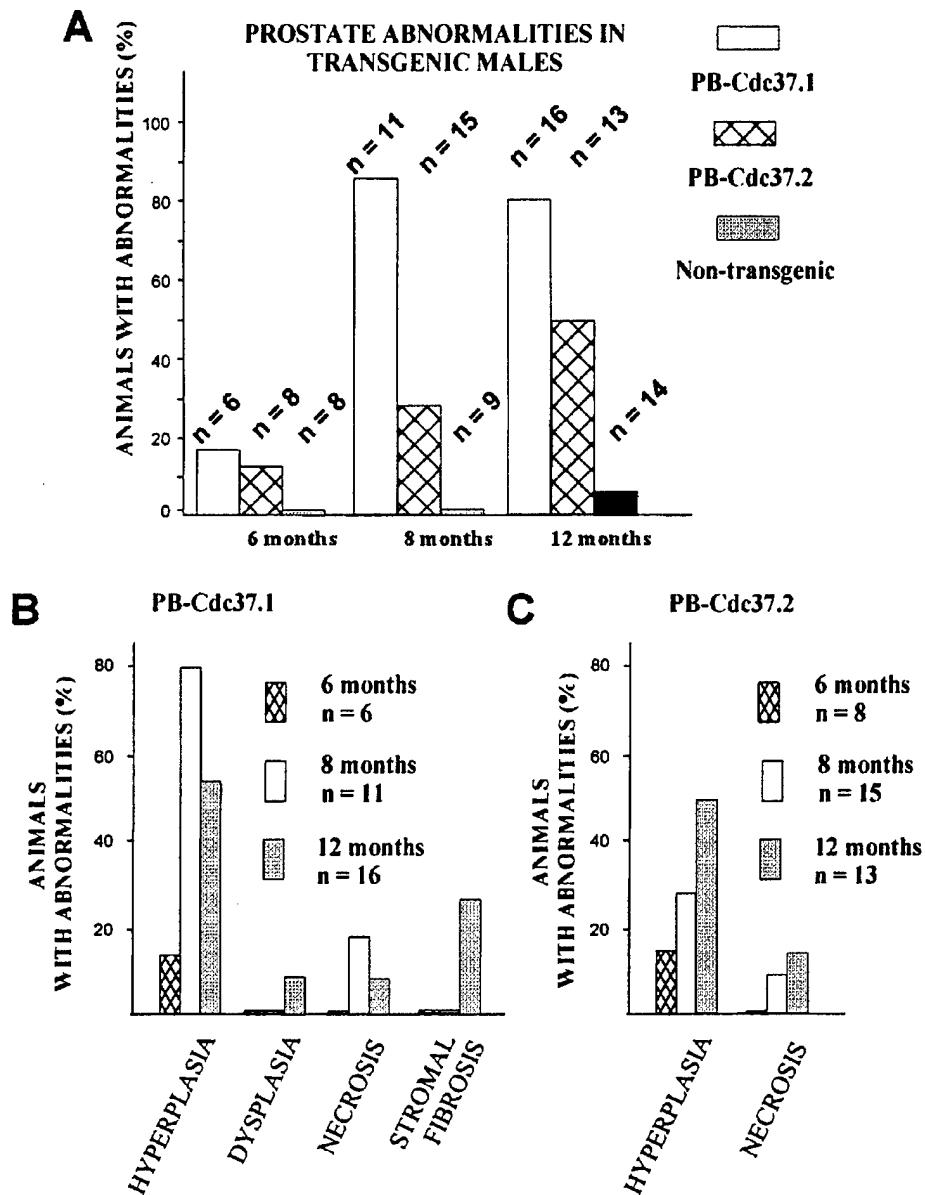 A
PROSTATE ABNORMALITIES IN
TRANSGENIC MALES
ANIMALS WITH ABNORMALITIES (%)
100
80
60
40
20
0
n = 6
n = 8
n = 8
n = 11
n = 15
n = 9
n = 16
n = 13
n = 14
6 months
8 months
12 months
PB-Cdc37.1
PB-Cdc37.2
Non-transgenic
B
PB-Cdc37.1
ANIMALS
WITH ABNORMALITIES (%)
80
60
40
20
6 months
n = 6
8 months
n = 11
12 months
n = 16
HYPERPLASIA
DYSPLASIA
NECROSIS
STROMAL
FIBROSIS
C
PB-Cdc37.2
ANIMALS
WITH ABNORMALITIES (%)
80
60
40
20
6 months
n = 8
8 months
n = 15
12 months
n = 13
HYPERPLASIA
NECROSIS